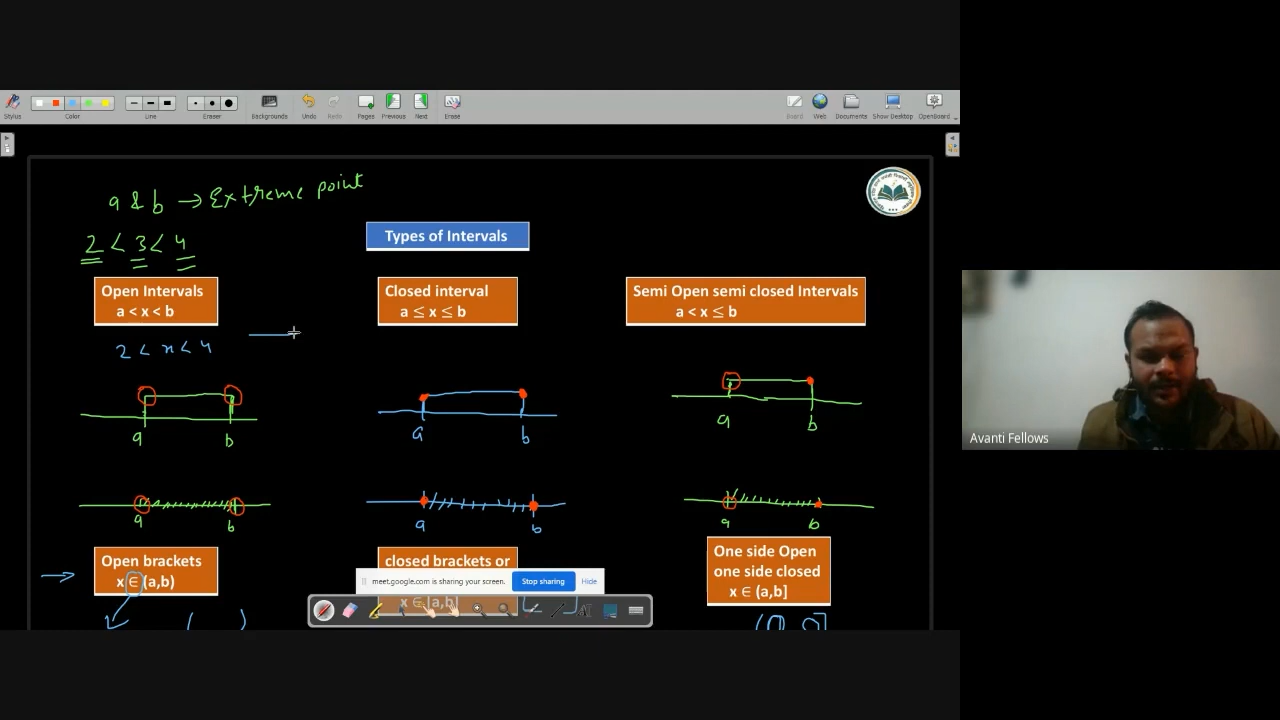 Stylus
Color
Line
Eraser
Backgrounds
Undo
Redo
Pages
Previous
Next
Erase
Board
Web
Documents
Show Desktop
OpenBoard
a & b → Extreme point
2 < 3 < 4
Types of Intervals
Open Intervals
a < x < b
Closed interval
a ≤ x ≤ b
Semi Open semi closed Intervals
a < x ≤ b
2 < x < 4
a b
a b
a b
a b
a b
a b
Open brackets
x ∈ (a,b)
closed brackets or
x ∈ [a,b]
One side Open
one side closed
x ∈ (a,b]
meet.google.com is sharing your screen.
Stop sharing
Hide
( )
Avanti Fellows